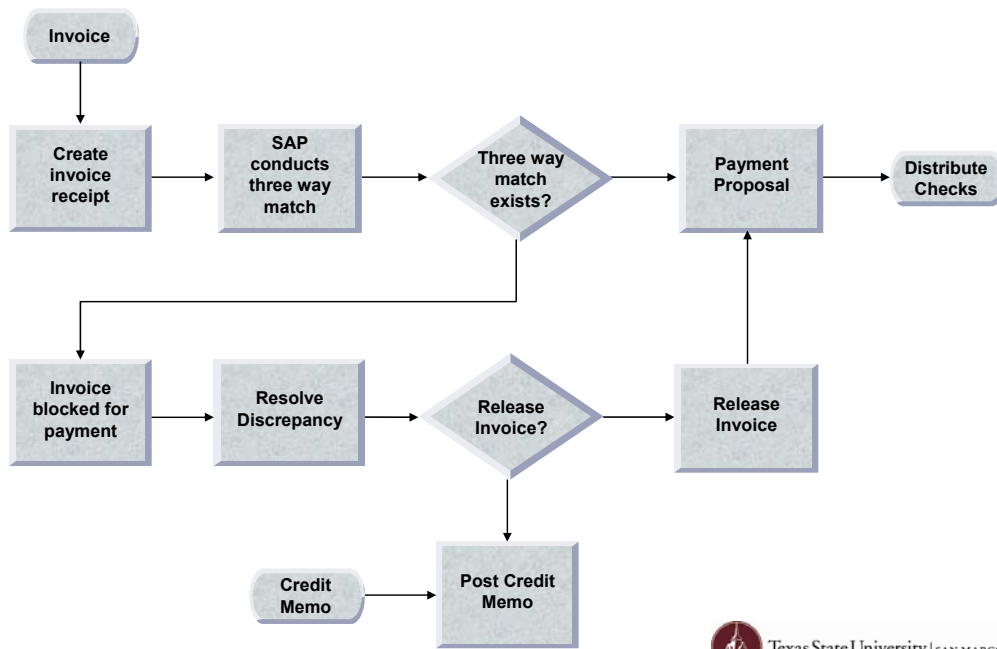 Invoice
Create
invoice
receipt
SAP
conducts
three way
match
Three way
match
exists?
Payment
Proposal
Distribute
Checks
Invoice
blocked for
payment
Resolve
Discrepancy
Release
Invoice?
Release
Invoice
Credit
Memo
Post Credit
Memo
Texas State University